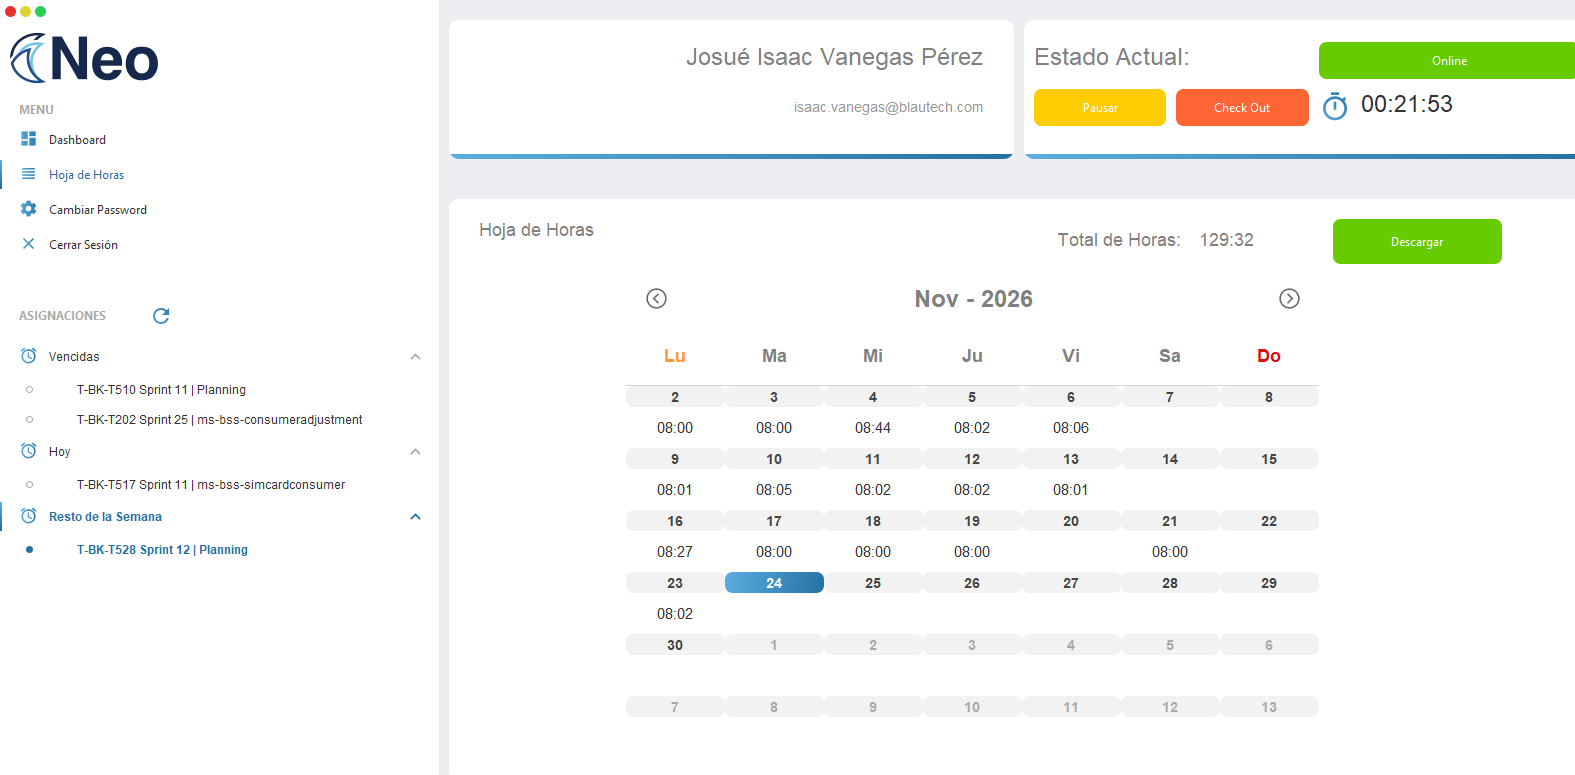 Neo
MENU
Dashboard
Hoja de Horas
Cambiar Password
Cerrar Sesión
ASIGNACIONES
Vencidas
T-BK-T510 Sprint 11 | Planning
T-BK-T202 Sprint 25 | ms-bss-consumeradjustment
Hoy
T-BK-T517 Sprint 11 | ms-bss-simcardconsumer
Resto de la Semana
T-BK-T528 Sprint 12 | Planning
Josué Isaac Vanegas Pérez
isaac.vanegas@blautech.com
Estado Actual:
Online
Pausar
Check Out
00:21:53
Hoja de Horas
Total de Horas: 129:32
Descargar
Nov - 2026
Lu Ma Mi Ju Vi Sa Do
2 3 4 5 6 7 8
08:00 08:00 08:44 08:02 08:06
9 10 11 12 13 14 15
08:01 08:05 08:02 08:02 08:01
16 17 18 19 20 21 22
08:27 08:00 08:00 08:00 08:00
23 24 25 26 27 28 29
08:02
30 1 2 3 4 5 6
7 8 9 10 11 12 13